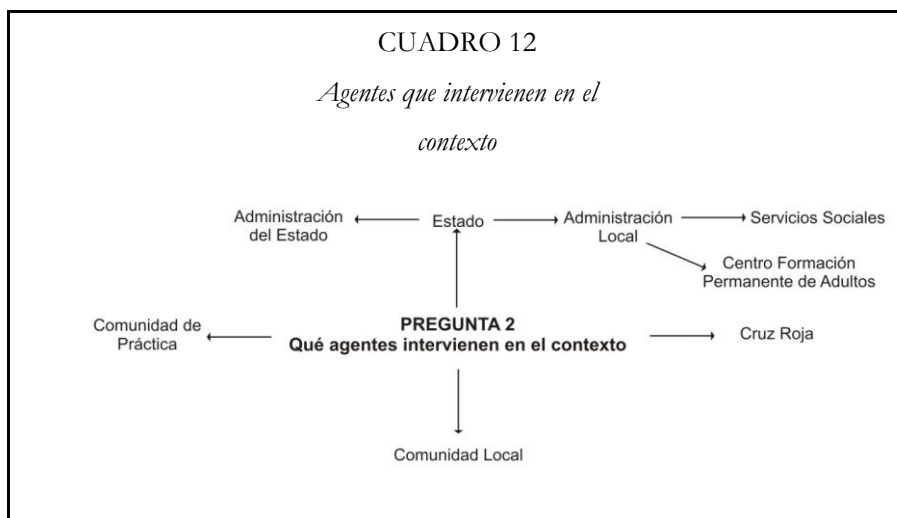 CUADRO 12
Agentes que intervienen en el
contexto
Administración
del Estado
Estado
Administración
Local
Servicios Sociales
Centro Formación
Permanente de Adultos
Comunidad de
Práctica
PREGUNTA 2
Qué agentes intervienen en el contexto
Cruz Roja
Comunidad Local